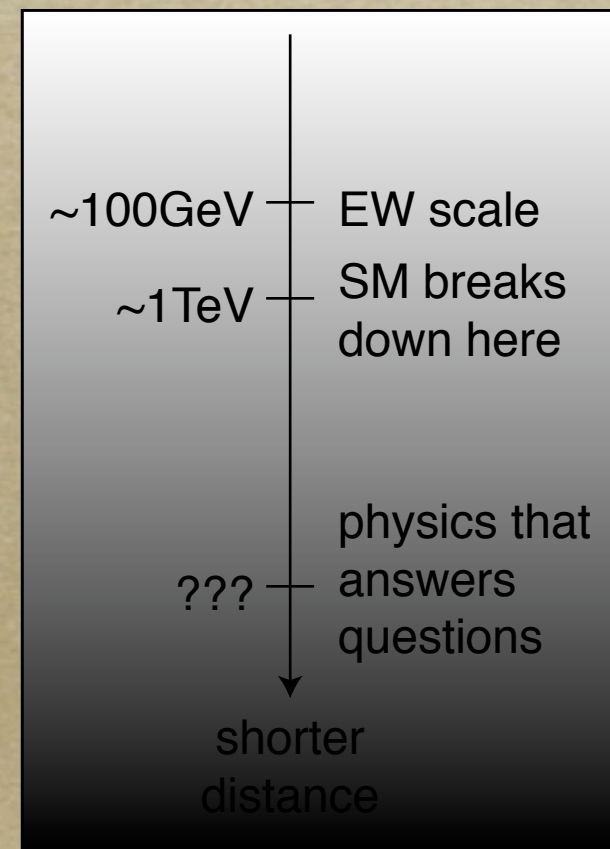 ~100GeV EW scale
~1TeV SM breaks
down here
physics that
??? answers
questions
shorter
distance